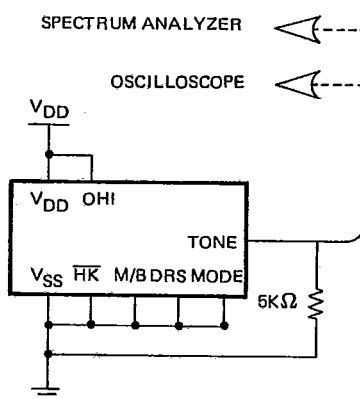 SPECTRUM ANALYZER
OSCILLOSCOPE
VDD
VDD OHI
TONE
VSS HK M/B DRS MODE
5KΩ